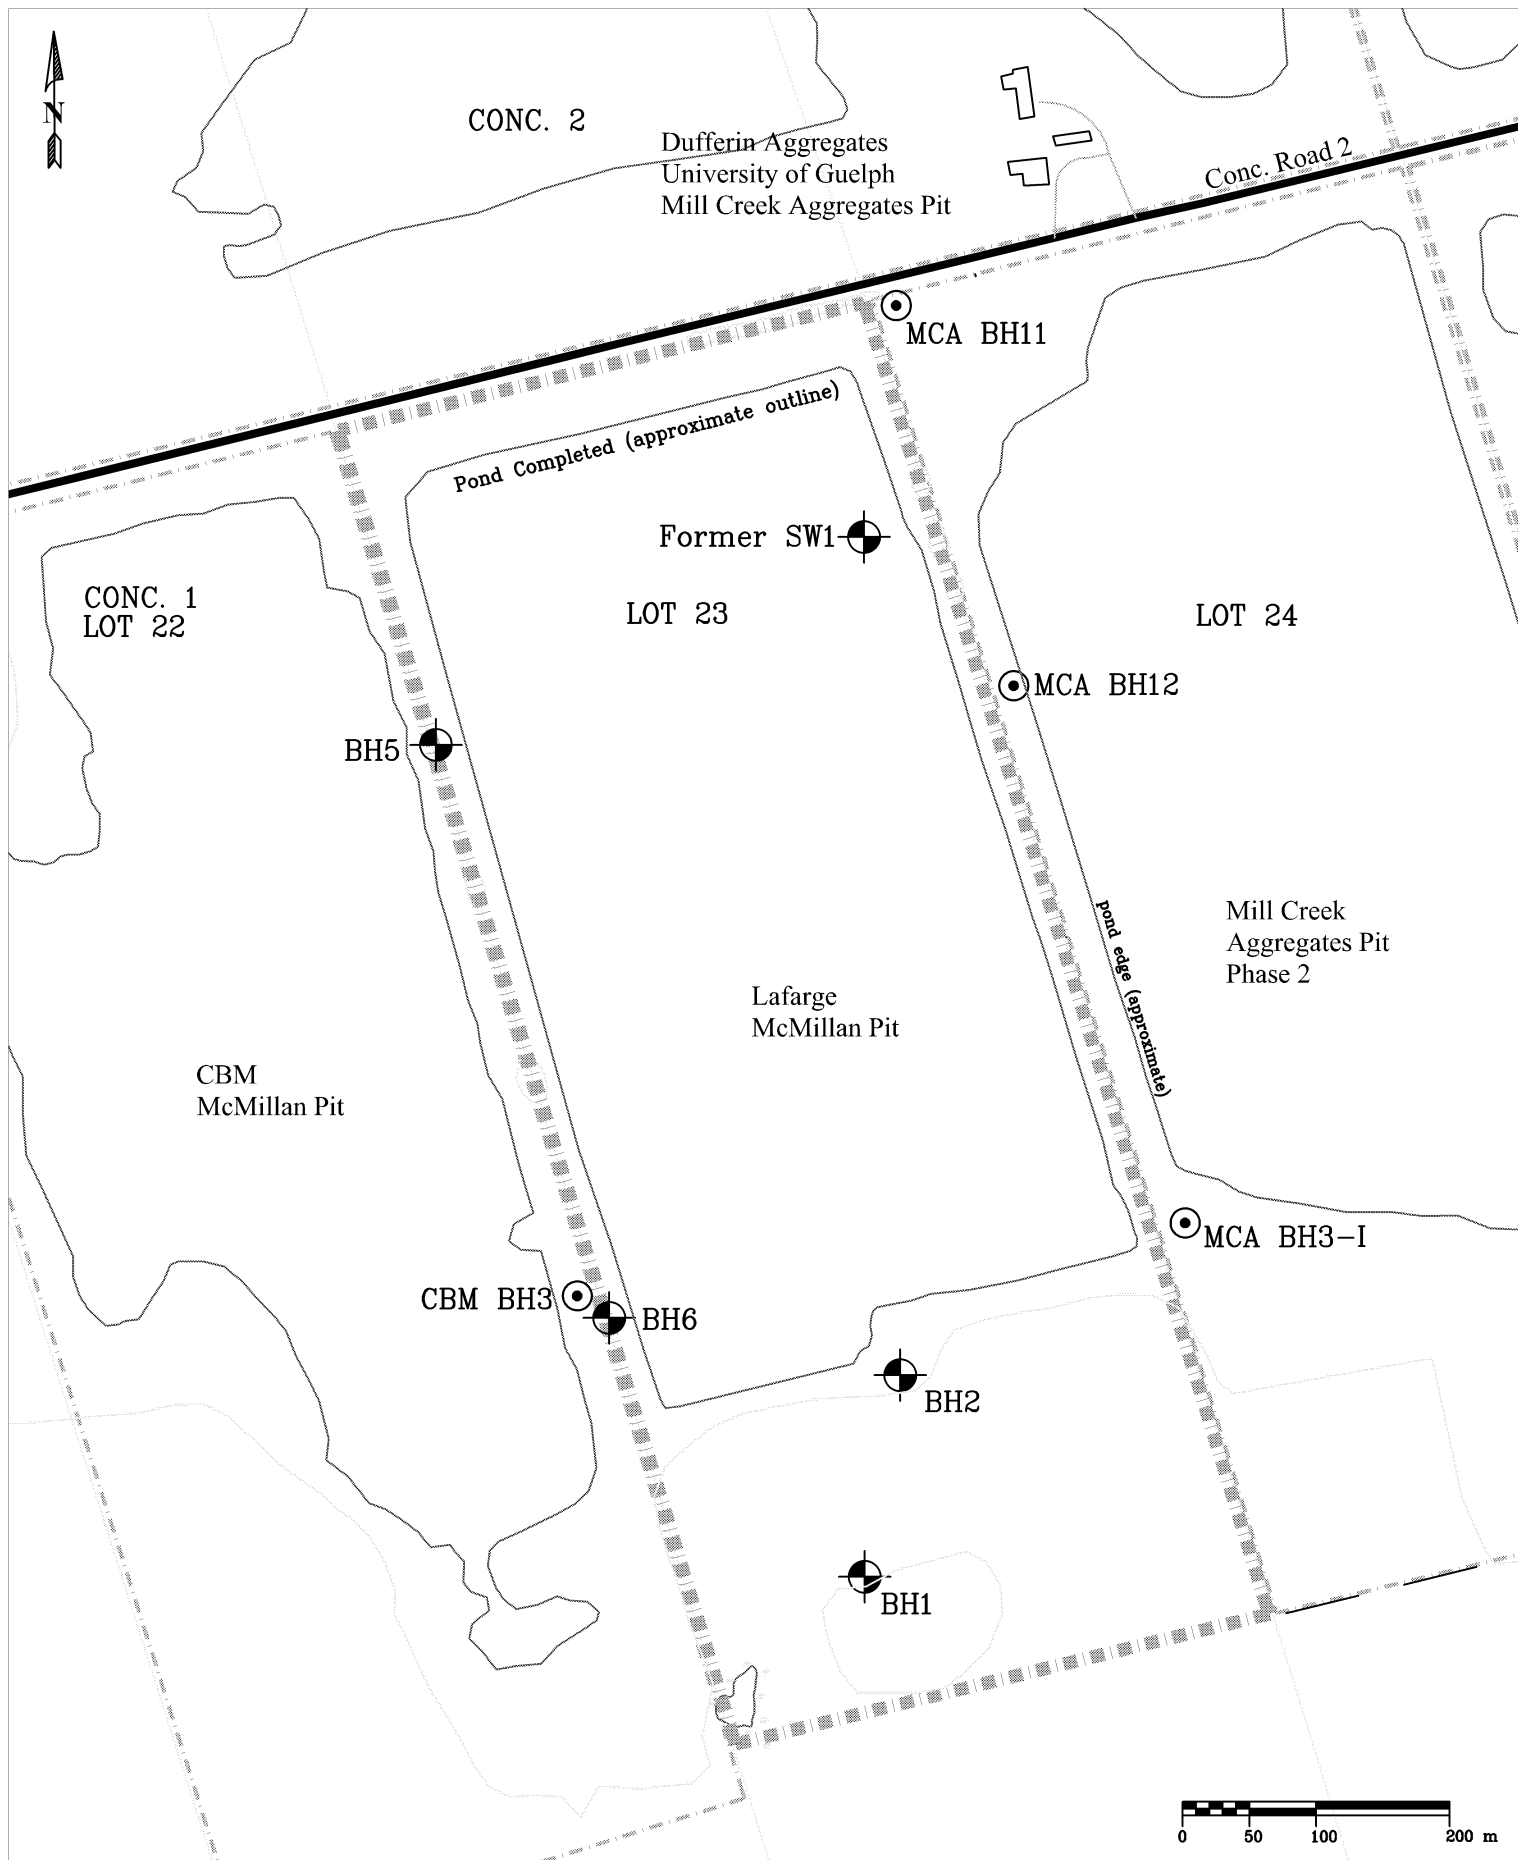 N
CONC. 2
Dufferin Aggregates
University of Guelph
Mill Creek Aggregates Pit
Conc. Road 2
MCA BH11
Pond Completed (approximate outline)
Former SW1
CONC. 1
LOT 22
LOT 23
LOT 24
MCA BH12
BH5
pond edge (approximate)
Mill Creek
Aggregates Pit
Phase 2
Lafarge
McMillan Pit
CBM
McMillan Pit
MCA BH3-I
CBM BH3
BH6
BH2
BH1
0 50 100 200 m